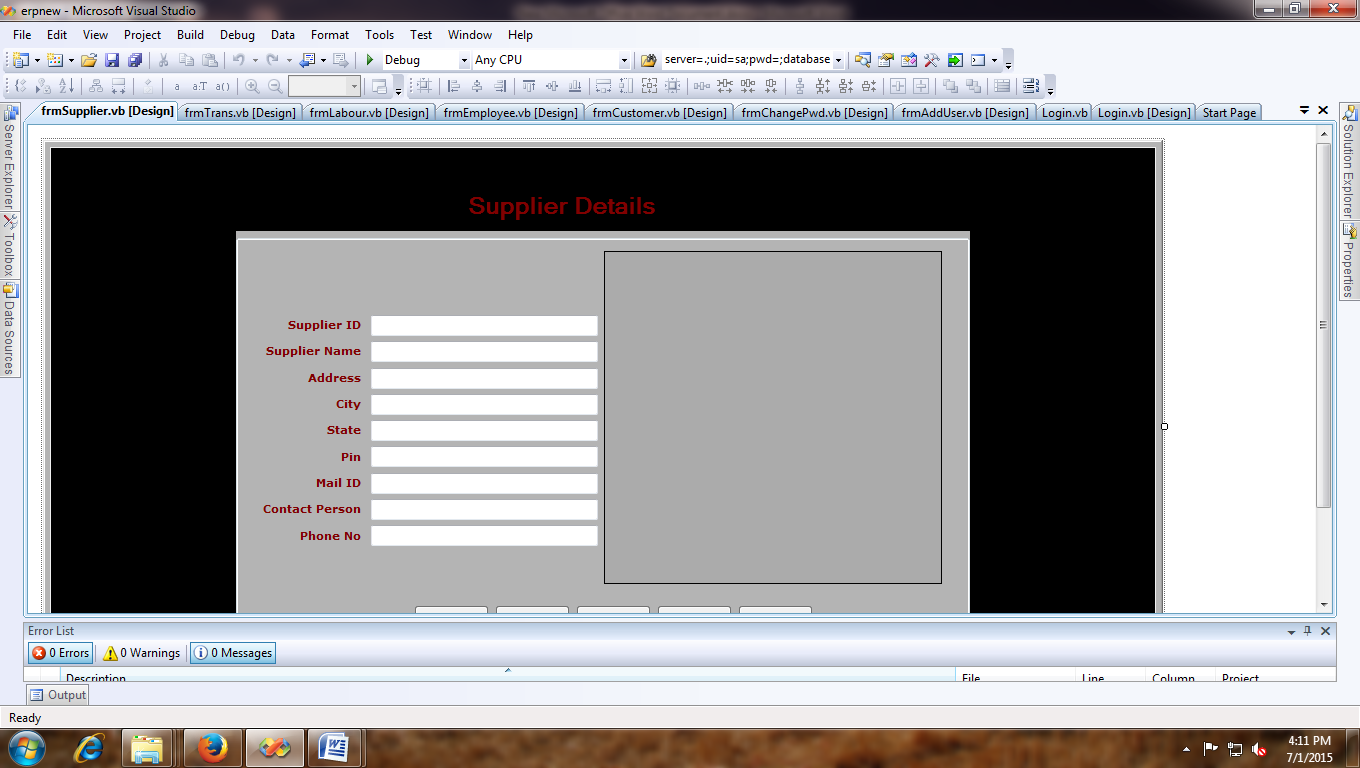 erpnew - Microsoft Visual Studio
File Edit View Project Build Debug Data Format Tools Test Window Help
Debug Any CPU server=.;uid=sa;pwd=;database
a a:T a()
frmSupplier.vb [Design] frmTrans.vb [Design] frmLabour.vb [Design] frmEmployee.vb [Design] frmCustomer.vb [Design] frmChangePwd.vb [Design] frmAddUser.vb [Design] Login.vb Login.vb [Design] Start Page
Server Explorer
Toolbox
Data Sources
Solution Explorer
Properties
Supplier Details
Supplier ID
Supplier Name
Address
City
State
Pin
Mail ID
Contact Person
Phone No
Error List
0 Errors 0 Warnings 0 Messages
Description File Line Column Project
Output
Ready
4:11 PM
7/1/2015